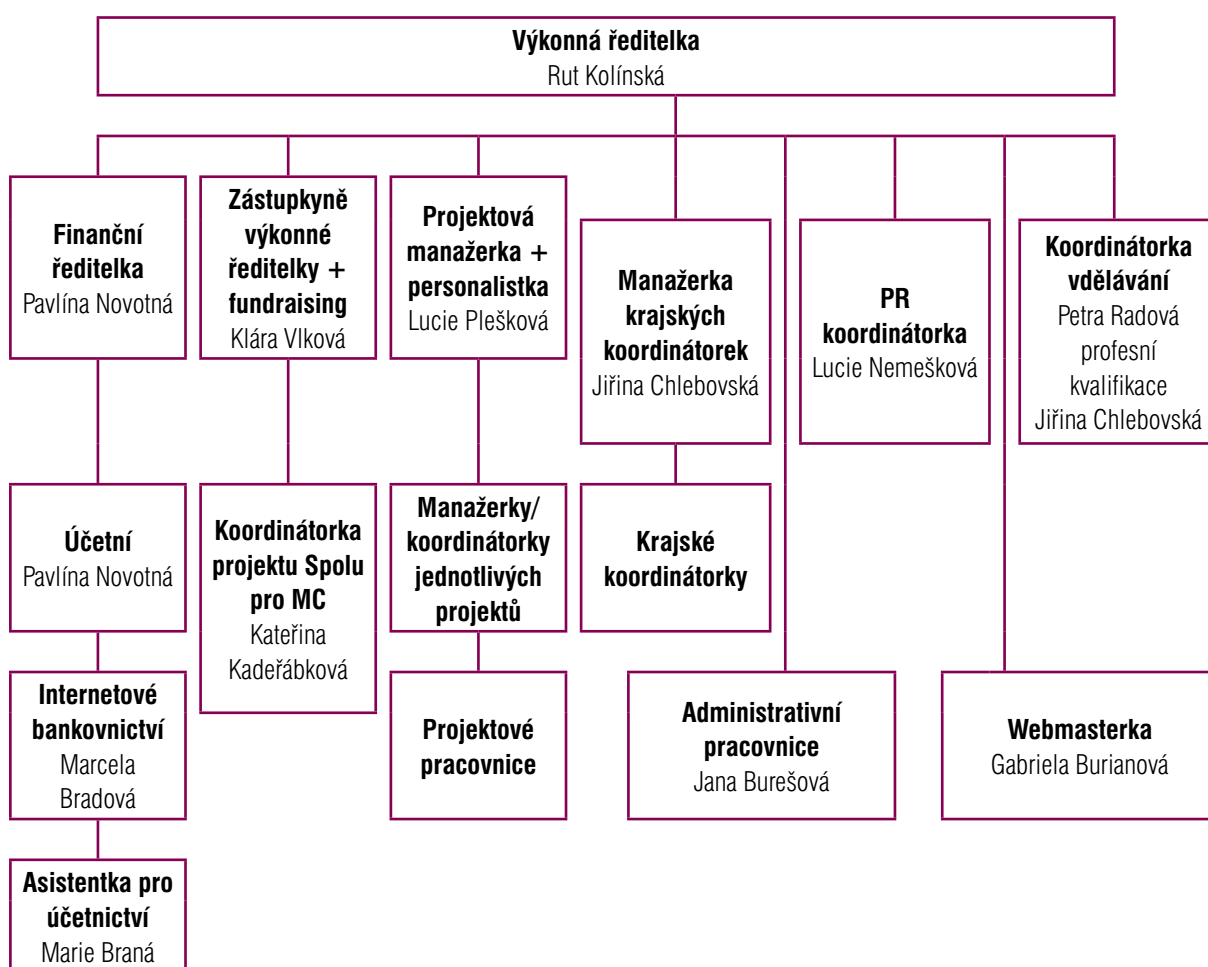 Výkonná ředitelka
Rut Kolínská
Finanční
ředitelka
Pavlína Novotná
Zástupkyně
výkonné
ředitelky +
fundraising
Klára Vlková
Projektová
manažerka +
personalistka
Lucie Plešková
Manažerka
krajských
koordinátorek
Jiřina Chlebovská
PR
koordinátorka
Lucie Nemešková
Koordinátorka
vdělávání
Petra Radová
profesní
kvalifikace
Jiřina Chlebovská
Účetní
Pavlína Novotná
Koordinátorka
projektu Spolu
pro MC
Kateřina
Kadeřábková
Manažerky/
koordinátorky
jednotlivých
projektů
Krajské
koordinátorky
Internetové
bankovnictví
Marcela
Bradová
Projektové
pracovnice
Administrativní
pracovnice
Jana Burešová
Webmasterka
Gabriela Burianová
Asistentka pro
účetnictví
Marie Braná